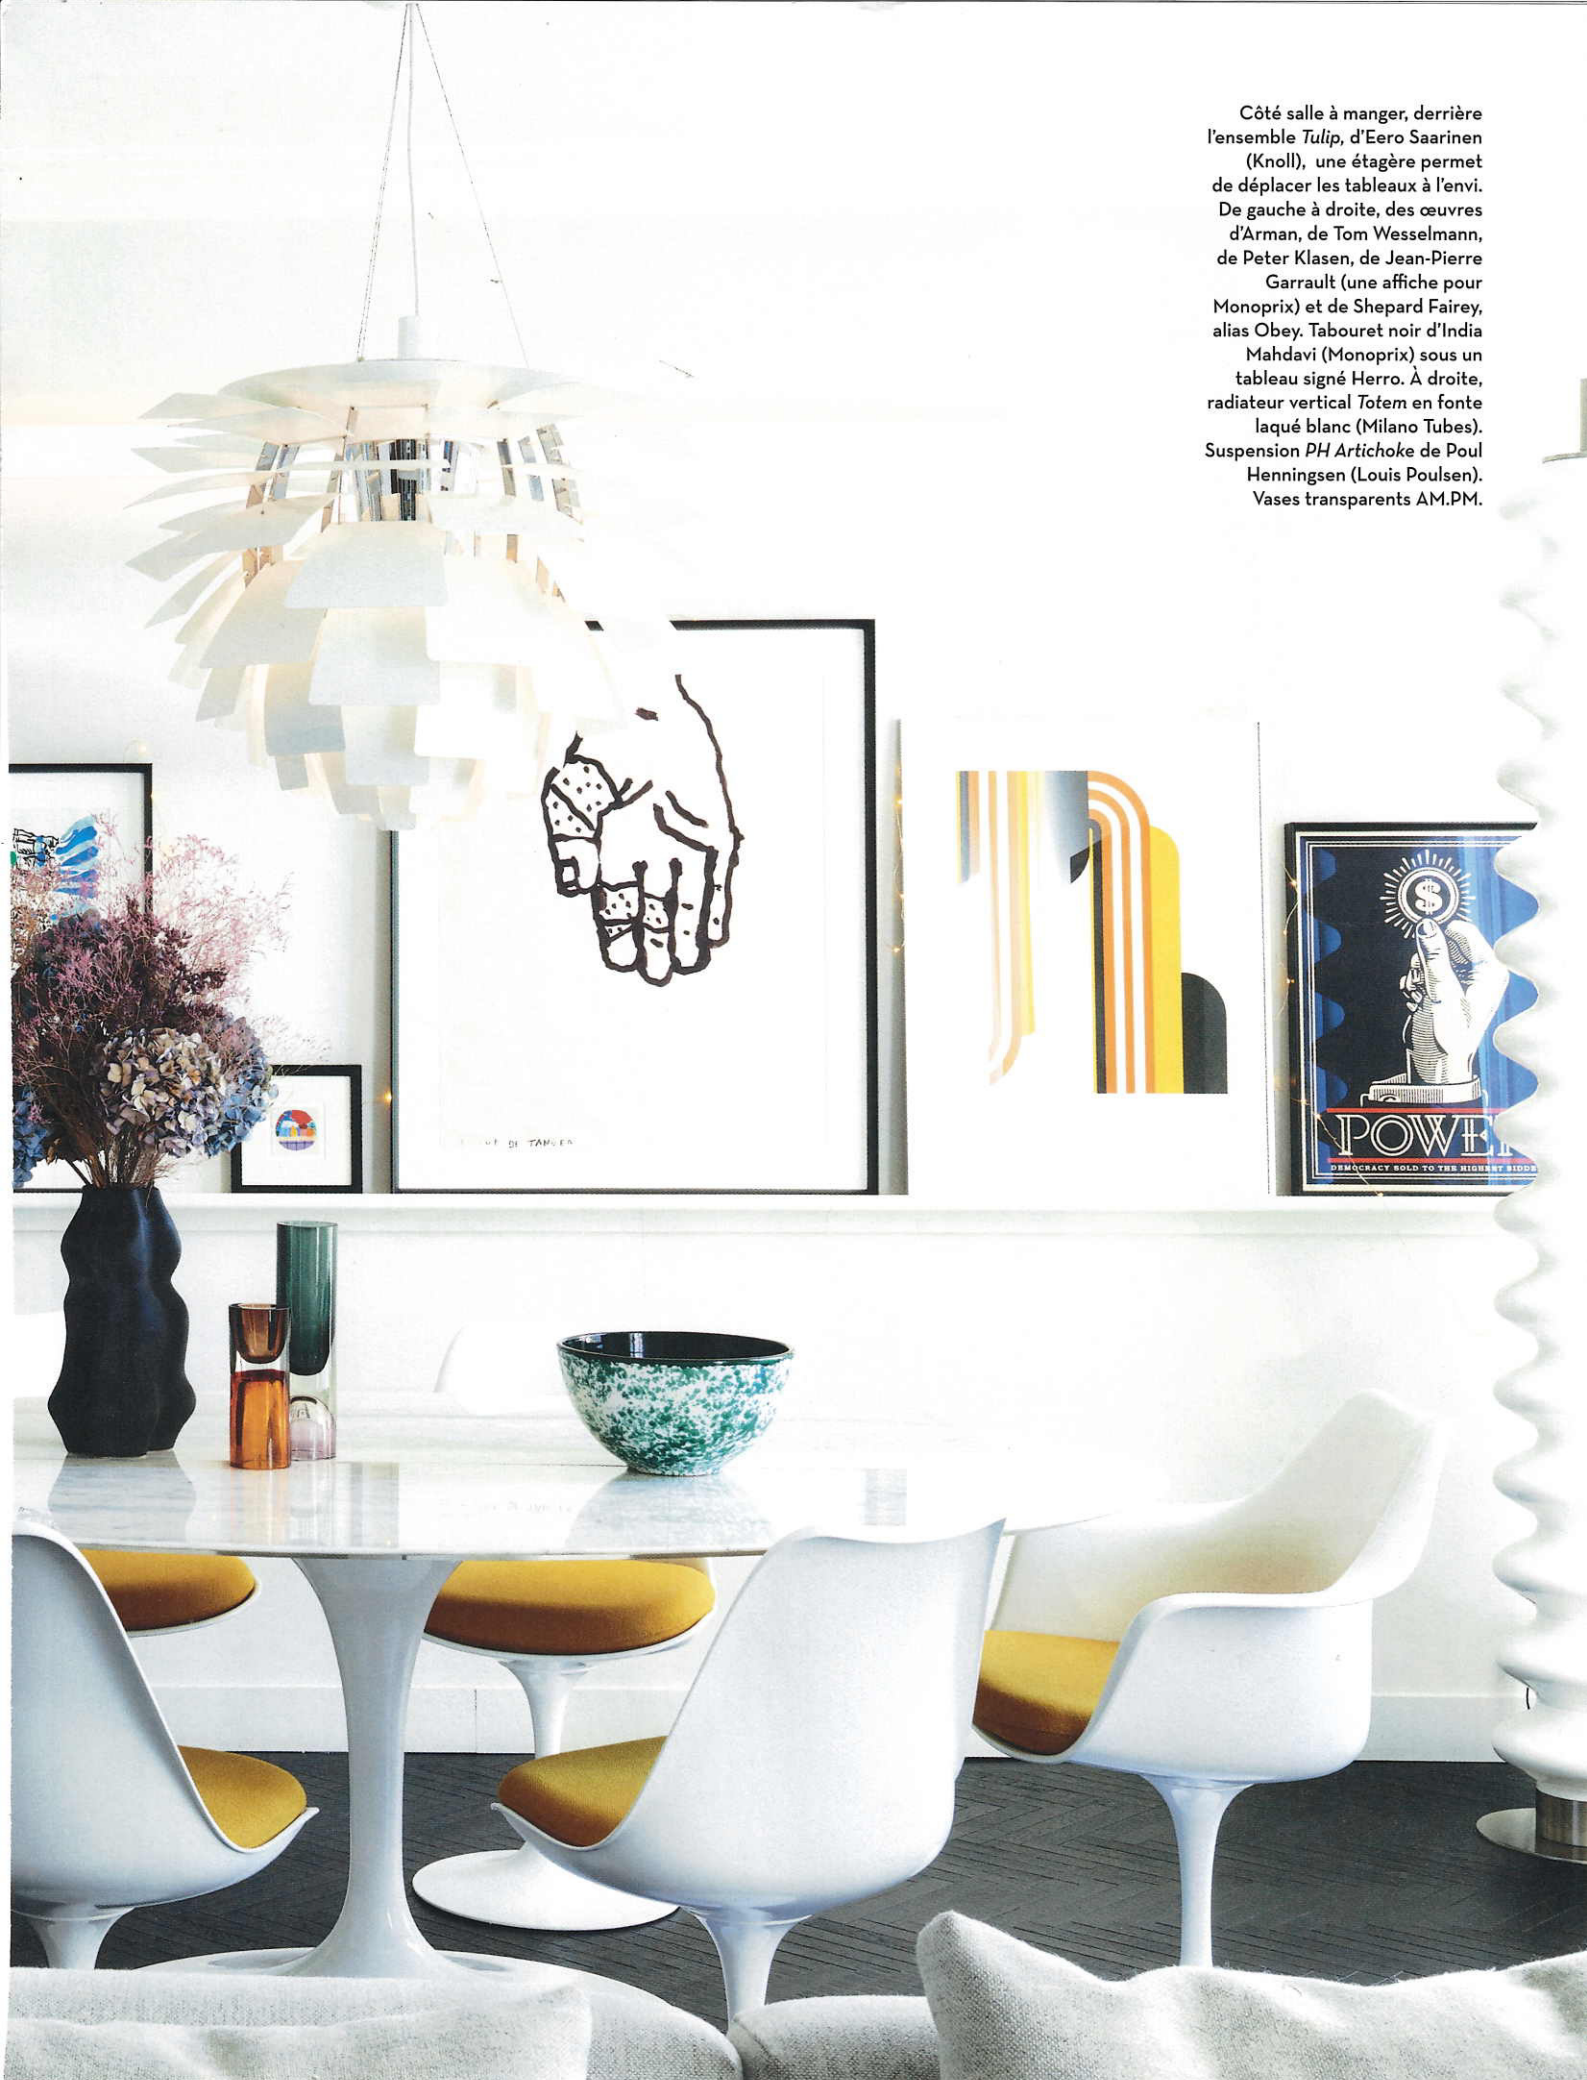 Côté salle à manger, derrière
l'ensemble Tulip, d'Eero Saarinen
(Knoll), une étagère permet
de déplacer les tableaux à l'envi.
De gauche à droite, des œuvres
d'Arman, de Tom Wesselmann,
de Peter Klasen, de Jean-Pierre
Garrault (une affiche pour
Monoprix) et de Shepard Fairey,
alias Obey. Tabouret noir d'India
Mahdavi (Monoprix) sous un
tableau signé Herro. À droite,
radiateur vertical Totem en fonte
laqué blanc (Milano Tubes).
Suspension PH Artichoke de Poul
Henningsen (Louis Poulsen).
Vases transparents AM.PM.
$
DI TANGER
POWE
DEMOCRACY SOLD TO THE HIGHEST BIDDE